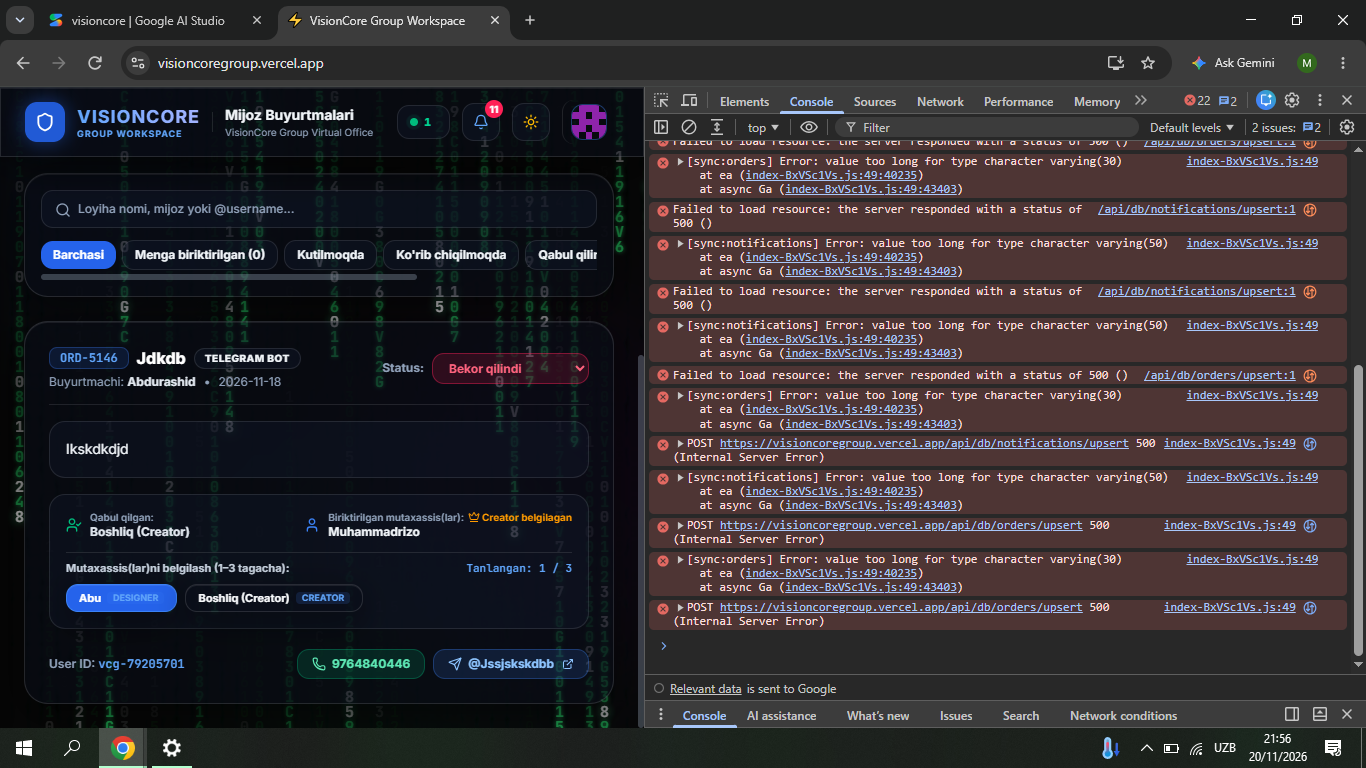 visioncore | Google AI Studio
VisionCore Group Workspace
visioncoregroup.vercel.app
Ask Gemini
M
VISIONCORE
GROUP WORKSPACE
Mijoz Buyurtmalari
VisionCore Group Virtual Office
1
11
Loyiha nomi, mijoz yoki @username...
Barchasi
Menga biriktirilgan (0)
Kutilmoqda
Ko'rib chiqilmoqda
Qabul qilin
ORD-5146
Jdkdb
TELEGRAM BOT
Status:
Bekor qilindi
Buyurtmachi: Abdurashid • 2026-11-18
lkskdkdjd
Qabul qilgan:
Boshliq (Creator)
Biriktirilgan mutaxassis(lar): Creator belgilagan
Muhammadrizo
Mutaxassis(lar)ni belgilash (1–3 tagacha):
Tanlangan: 1 / 3
Abu DESIGNER
Boshliq (Creator) CREATOR
User ID: vcg-79205701
9764840446
@Jssjskskdbb
Elements
Console
Sources
Network
Performance
Memory
22
2
top
Filter
Default levels
2 issues: 2
Failed to load resource: the server responded with a status of 500 () /api/db/orders/upsert:1
[sync:orders] Error: value too long for type character varying(30) index-BxVSc1Vs.js:49
at ea (index-BxVSc1Vs.js:49:40235)
at async Ga (index-BxVSc1Vs.js:49:43403)
Failed to load resource: the server responded with a status of /api/db/notifications/upsert:1
500 ()
[sync:notifications] Error: value too long for type character varying(50) index-BxVSc1Vs.js:49
at ea (index-BxVSc1Vs.js:49:40235)
at async Ga (index-BxVSc1Vs.js:49:43403)
Failed to load resource: the server responded with a status of /api/db/notifications/upsert:1
500 ()
[sync:notifications] Error: value too long for type character varying(50) index-BxVSc1Vs.js:49
at ea (index-BxVSc1Vs.js:49:40235)
at async Ga (index-BxVSc1Vs.js:49:43403)
Failed to load resource: the server responded with a status of 500 () /api/db/orders/upsert:1
[sync:orders] Error: value too long for type character varying(30) index-BxVSc1Vs.js:49
at ea (index-BxVSc1Vs.js:49:40235)
at async Ga (index-BxVSc1Vs.js:49:43403)
POST https://visioncoregroup.vercel.app/api/db/notifications/upsert 500 index-BxVSc1Vs.js:49
(Internal Server Error)
[sync:notifications] Error: value too long for type character varying(50) index-BxVSc1Vs.js:49
at ea (index-BxVSc1Vs.js:49:40235)
at async Ga (index-BxVSc1Vs.js:49:43403)
POST https://visioncoregroup.vercel.app/api/db/orders/upsert 500 index-BxVSc1Vs.js:49
(Internal Server Error)
[sync:orders] Error: value too long for type character varying(30) index-BxVSc1Vs.js:49
at ea (index-BxVSc1Vs.js:49:40235)
at async Ga (index-BxVSc1Vs.js:49:43403)
POST https://visioncoregroup.vercel.app/api/db/orders/upsert 500 index-BxVSc1Vs.js:49
(Internal Server Error)
Relevant data is sent to Google
Console
AI assistance
What's new
Issues
Search
Network conditions
UZB
21:56
20/11/2026